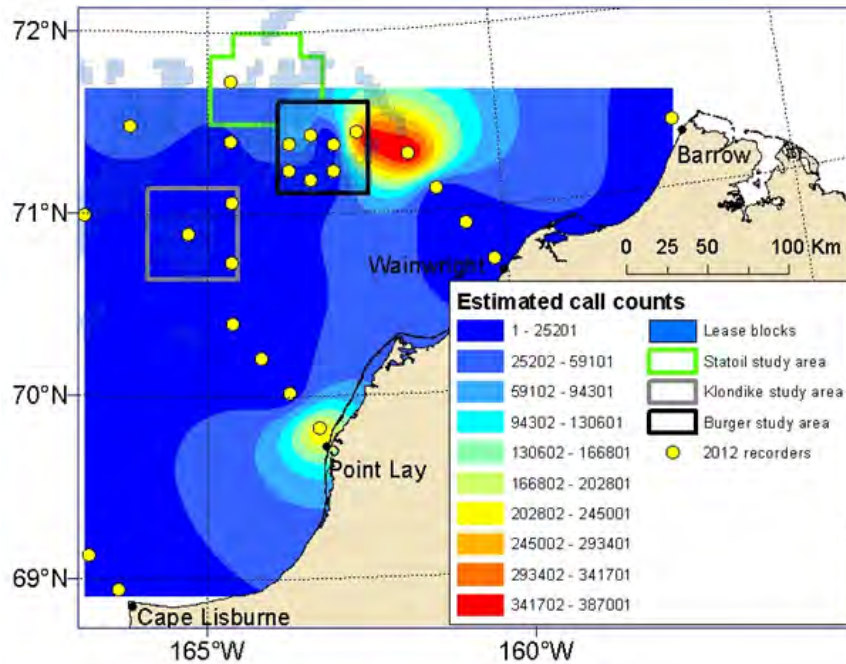 72°N
71°N
70°N
69°N
165°W
160°W
Barrow
Wainwright
Point Lay
Cape Lisburne
0 25 50 100 Km
Estimated call counts
1 - 25201
25202 - 59101
59102 - 94301
94302 - 130601
130602 - 166801
166802 - 202801
202802 - 245001
245002 - 293401
293402 - 341701
341702 - 387001
Lease blocks
Statoil study area
Klondike study area
Burger study area
2012 recorders